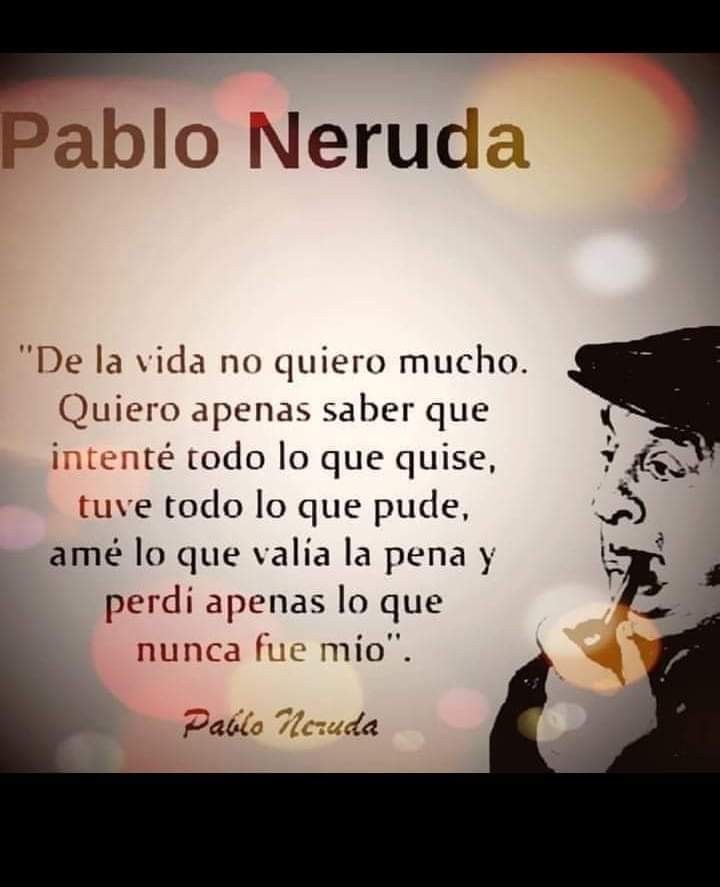 Pablo Neruda
"De la vida no quiero mucho.
Quiero apenas saber que
intenté todo lo que quise,
tuve todo lo que pude,
amé lo que valía la pena y
perdí apenas lo que
nunca fue mío".
Pablo Neruda